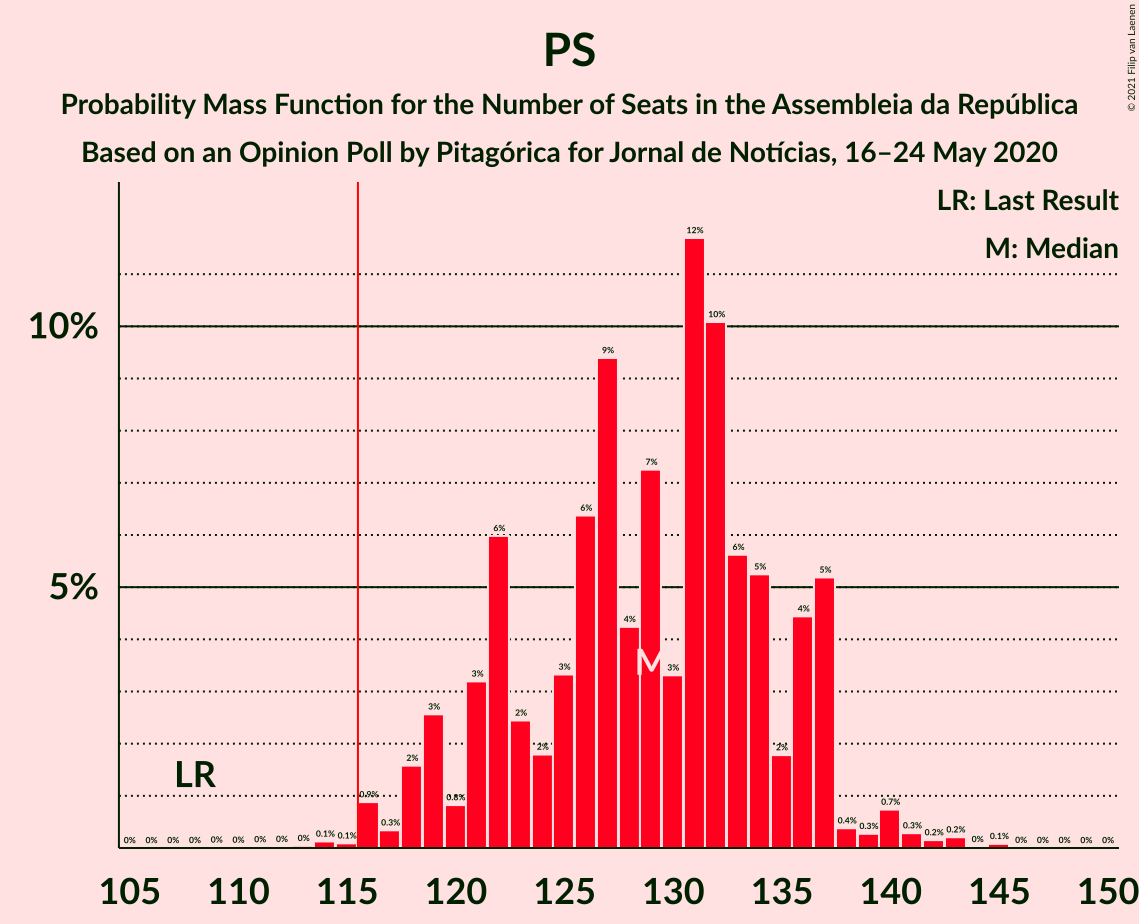 PS
Probability Mass Function for the Number of Seats in the Assembleia da República
Based on an Opinion Poll by Pitagórica for Jornal de Notícias, 16–24 May 2020
© 2021 Filip van Laenen
LR: Last Result
M: Median
10%
5%
LR
M
0% 0% 0% 0% 0% 0% 0% 0% 0% 0.1% 0.1% 0.9% 0.3% 2% 3% 0.8% 3% 6% 2% 2% 3% 6% 9% 4% 7% 3% 12% 10% 6% 5% 2% 4% 5% 0.4% 0.3% 0.7% 0.3% 0.2% 0.2% 0% 0.1% 0% 0% 0% 0% 0%
105 110 115 120 125 130 135 140 145 150